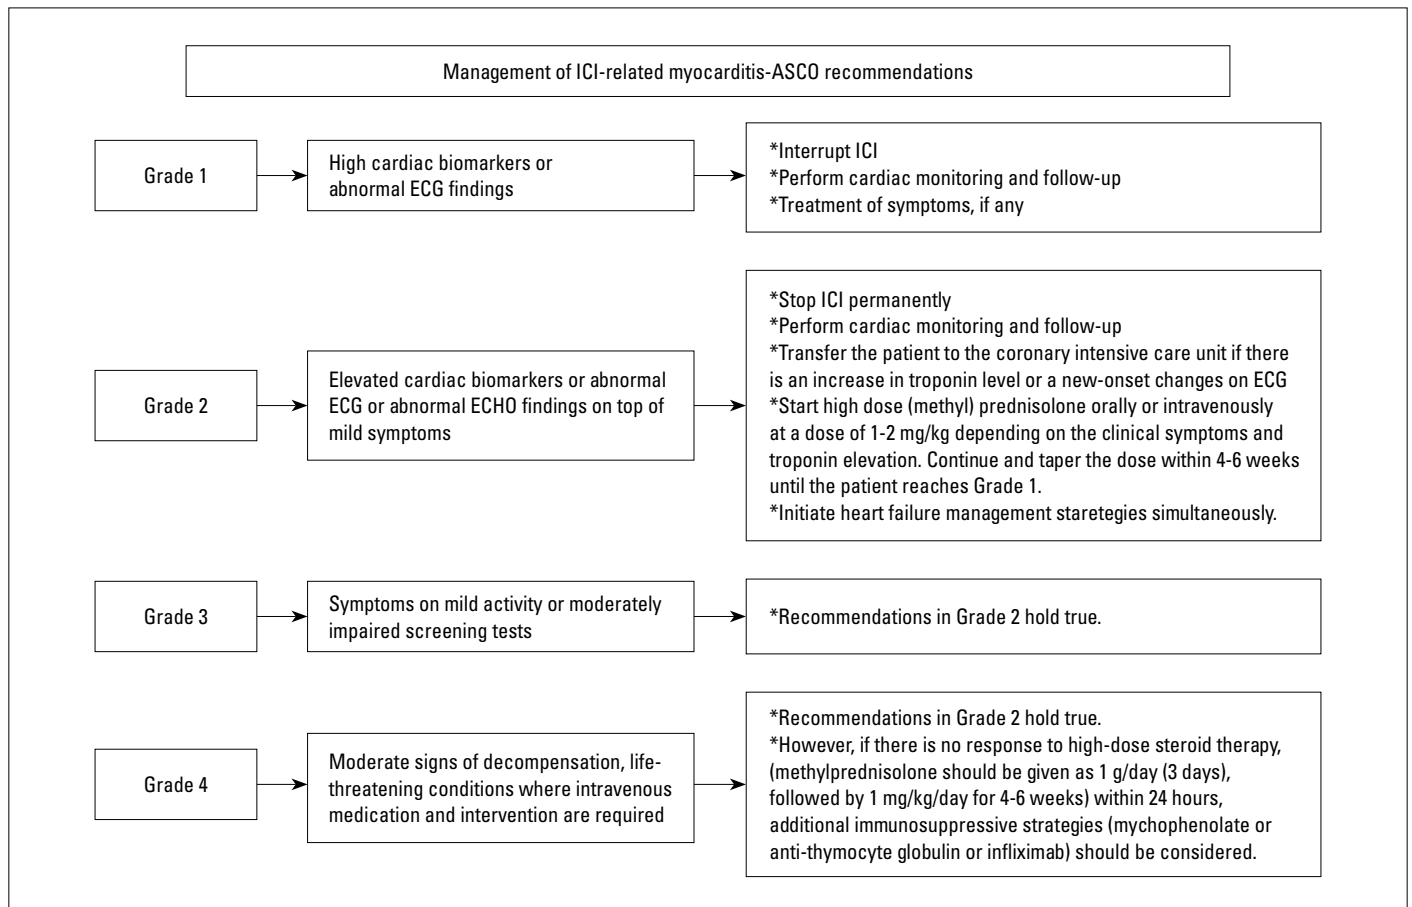 Management of ICI-related myocarditis-ASCO recommendations
Grade 1
High cardiac biomarkers or
abnormal ECG findings
*Interrupt ICI
*Perform cardiac monitoring and follow-up
*Treatment of symptoms, if any
Grade 2
Elevated cardiac biomarkers or abnormal
ECG or abnormal ECHO findings on top of
mild symptoms
*Stop ICI permanently
*Perform cardiac monitoring and follow-up
*Transfer the patient to the coronary intensive care unit if there
is an increase in troponin level or a new-onset changes on ECG
*Start high dose (methyl) prednisolone orally or intravenously
at a dose of 1-2 mg/kg depending on the clinical symptoms and
troponin elevation. Continue and taper the dose within 4-6 weeks
until the patient reaches Grade 1.
*Initiate heart failure management staretegies simultaneously.
Grade 3
Symptoms on mild activity or moderately
impaired screening tests
*Recommendations in Grade 2 hold true.
Grade 4
Moderate signs of decompensation, life-
threatening conditions where intravenous
medication and intervention are required
*Recommendations in Grade 2 hold true.
*However, if there is no response to high-dose steroid therapy,
(methylprednisolone should be given as 1 g/day (3 days),
followed by 1 mg/kg/day for 4-6 weeks) within 24 hours,
additional immunosuppressive strategies (mychophenolate or
anti-thymocyte globulin or infliximab) should be considered.